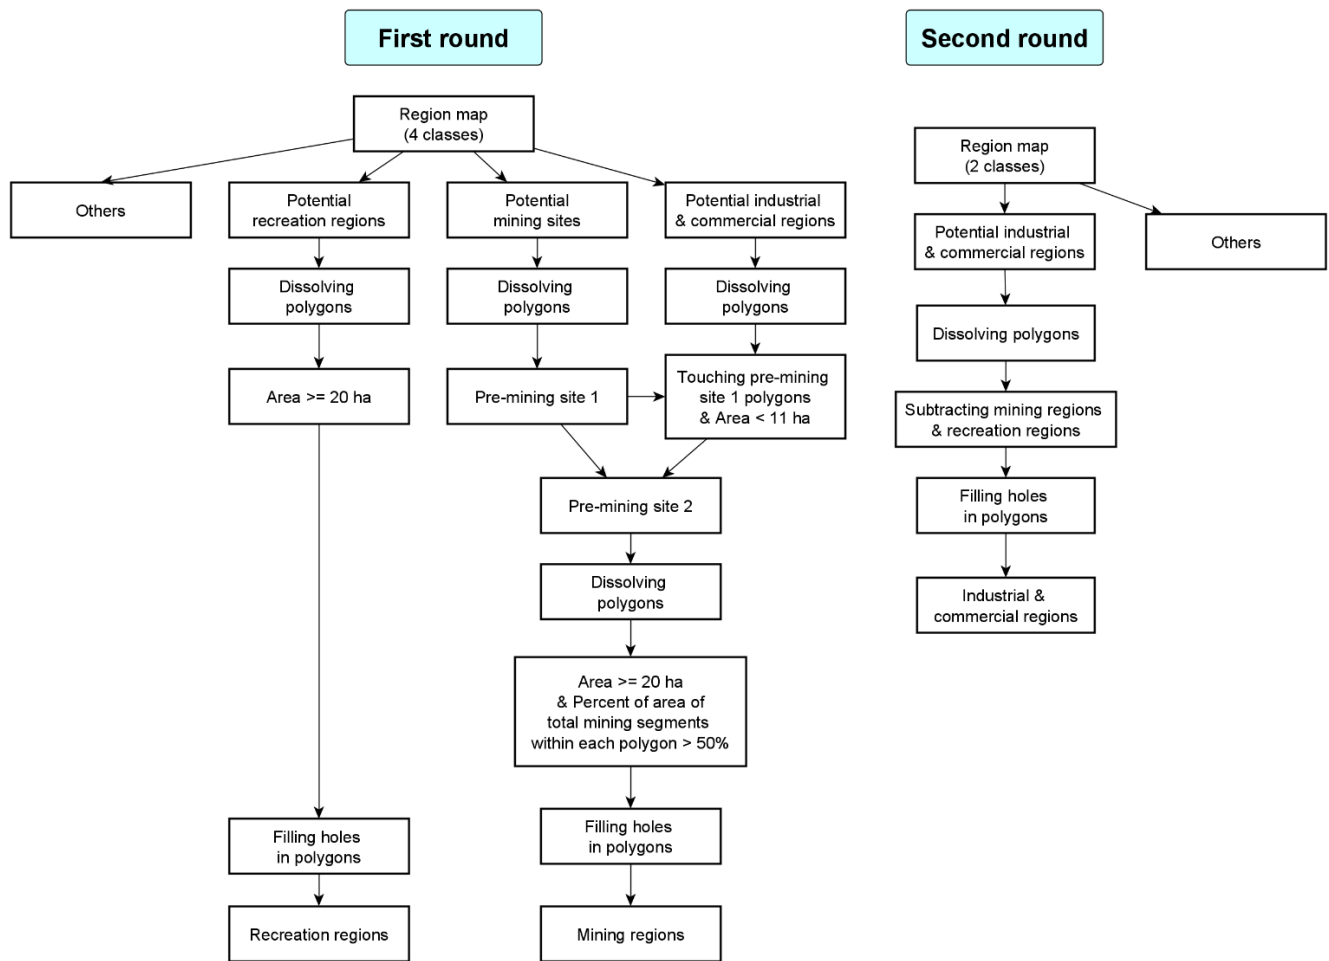 First round
Second round
Region map
(4 classes)
Others
Potential
recreation regions
Potential
mining sites
Potential industrial
& commercial regions
Dissolving
polygons
Dissolving
polygons
Dissolving
polygons
Area >= 20 ha
Pre-mining site 1
Touching pre-mining
site 1 polygons
& Area < 11 ha
Pre-mining site 2
Dissolving
polygons
Area >= 20 ha
& Percent of area of
total mining segments
within each polygon > 50%
Filling holes
in polygons
Filling holes
in polygons
Recreation regions
Mining regions
Region map
(2 classes)
Potential industrial
& commercial regions
Others
Dissolving polygons
Subtracting mining regions
& recreation regions
Filling holes
in polygons
Industrial &
commercial regions